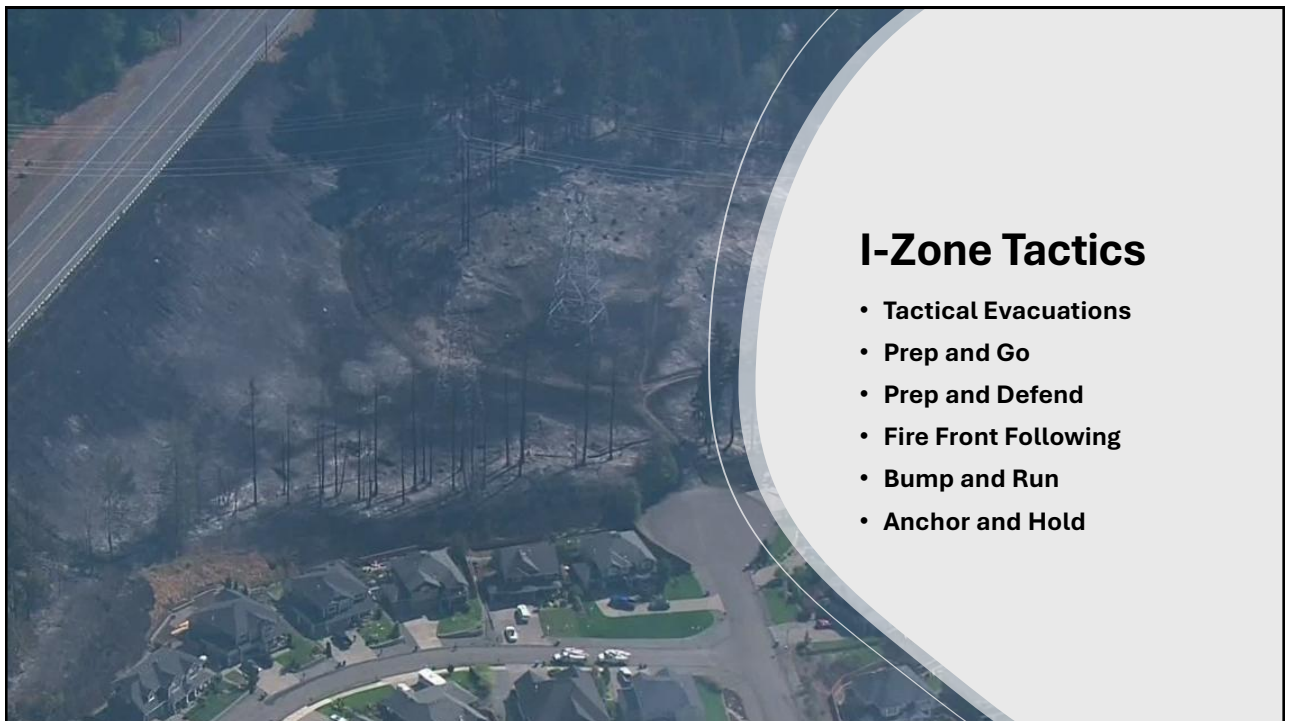 I-Zone Tactics
• Tactical Evacuations
• Prep and Go
• Prep and Defend
• Fire Front Following
• Bump and Run
• Anchor and Hold